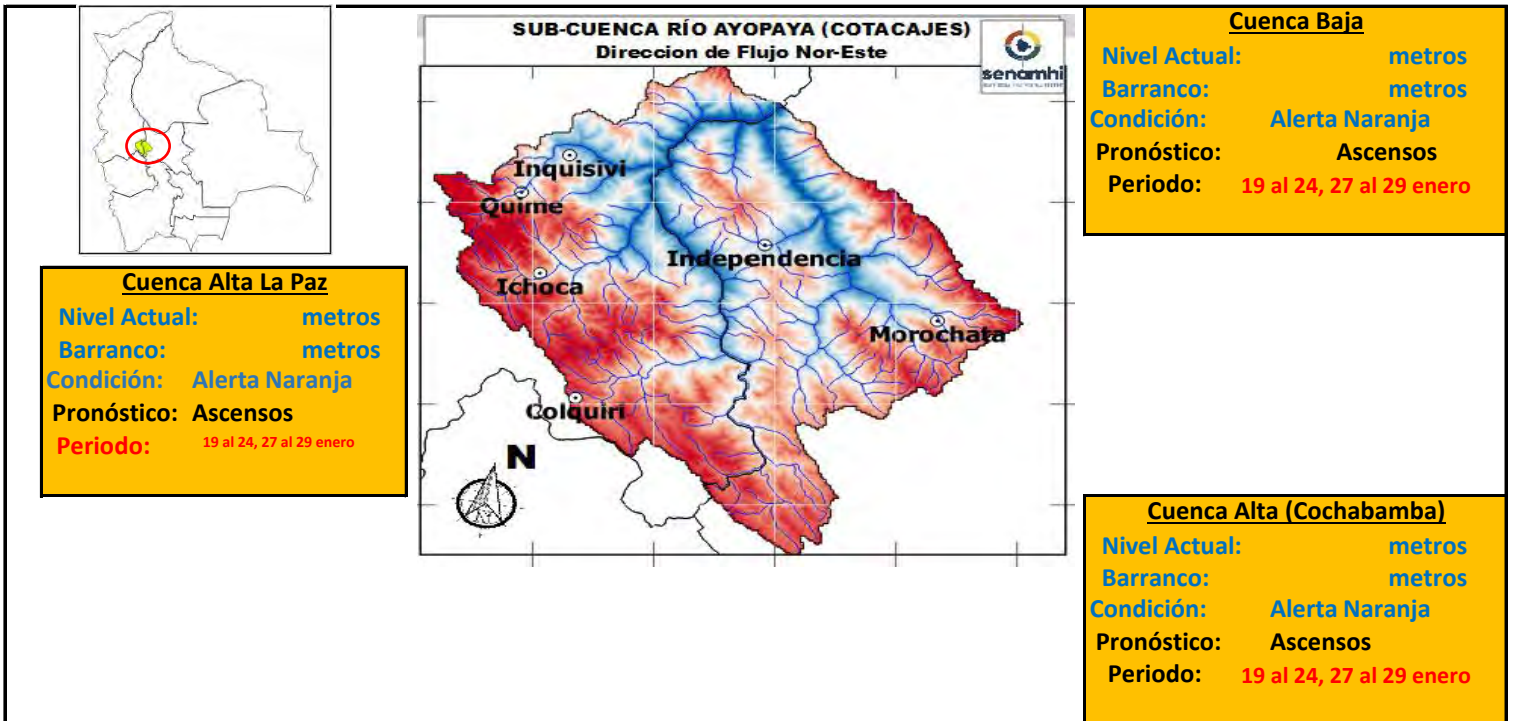 SUB-CUENCA RÍO AYOPAYA (COTACAJES)
Direccion de Flujo Nor-Este
senamhi
Inquisivi
Quime
Independencia
Ichoca
Morochata
Colquiri
N
Cuenca Baja
Nivel Actual: metros
Barranco: metros
Condición: Alerta Naranja
Pronóstico: Ascensos
Periodo: 19 al 24, 27 al 29 enero
Cuenca Alta La Paz
Nivel Actual: metros
Barranco: metros
Condición: Alerta Naranja
Pronóstico: Ascensos
Periodo: 19 al 24, 27 al 29 enero
Cuenca Alta (Cochabamba)
Nivel Actual: metros
Barranco: metros
Condición: Alerta Naranja
Pronóstico: Ascensos
Periodo: 19 al 24, 27 al 29 enero